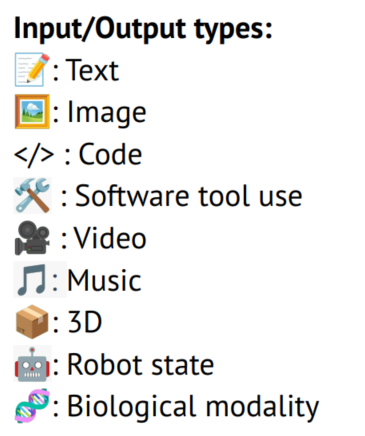 Input/Output types:
📝: Text
🖼️: Image
</> : Code
🛠️ : Software tool use
🎥 : Video
🎵: Music
📦: 3D
🤖: Robot state
🧬: Biological modality